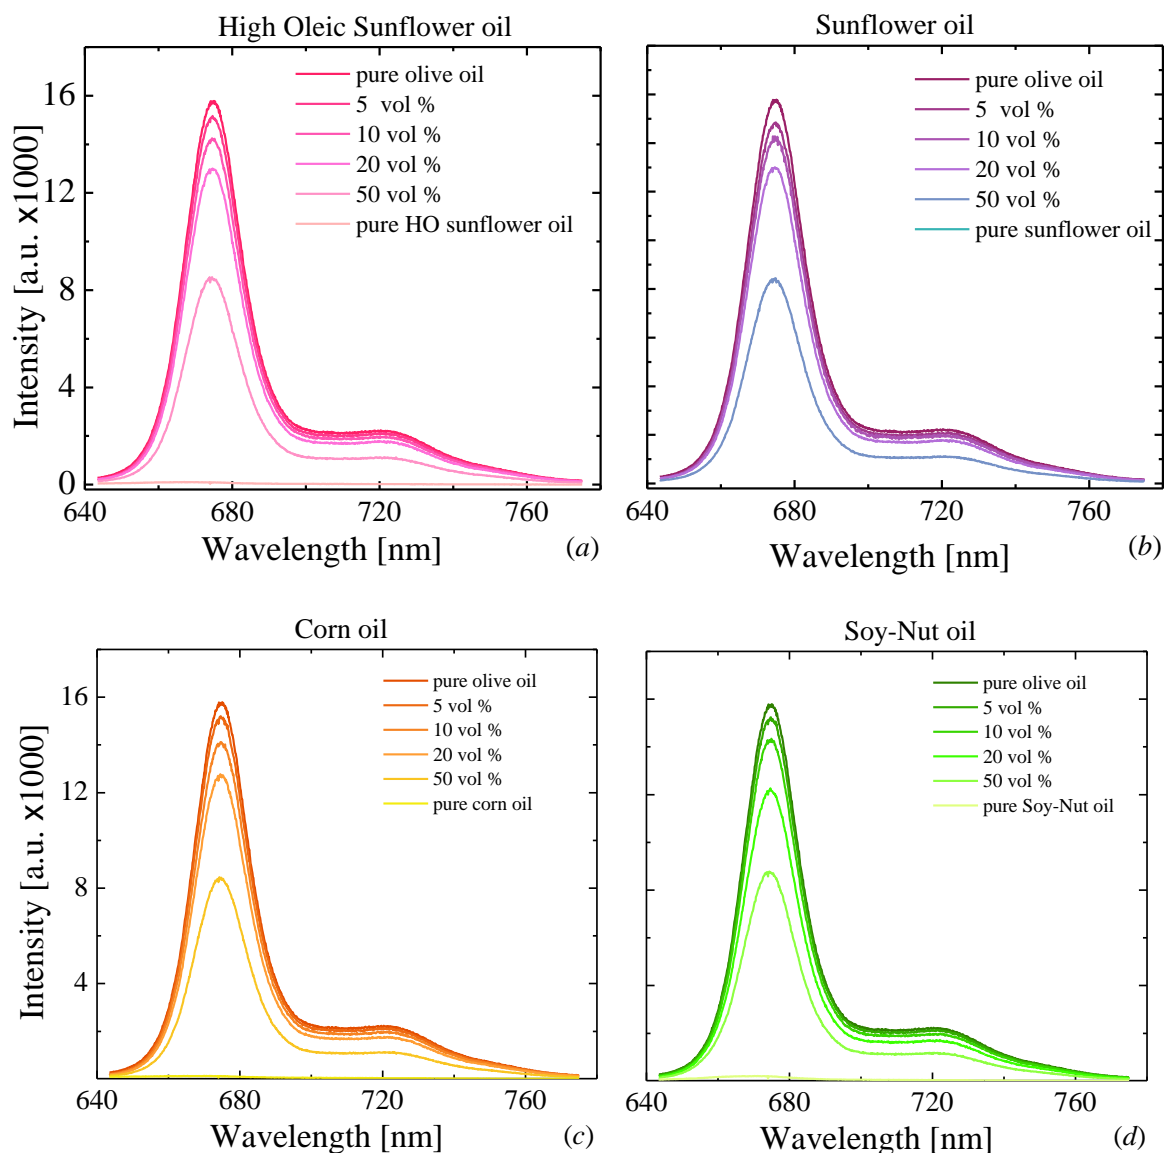 High Oleic Sunflower oil
pure olive oil
5 vol %
10 vol %
20 vol %
50 vol %
pure HO sunflower oil
16
12
8
4
0
Intensity [a.u. x1000)
640 680 720 760
Wavelength [nm]
(a)
Sunflower oil
pure olive oil
5 vol %
10 vol %
20 vol %
50 vol %
pure sunflower oil
640 680 720 760
Wavelength [nm]
(b)
Corn oil
pure olive oil
5 vol %
10 vol %
20 vol %
50 vol %
pure corn oil
16
12
8
4
Intensity [a.u. x1000)
640 680 720 760
Wavelength [nm]
(c)
Soy-Nut oil
pure olive oil
5 vol %
10 vol %
20 vol %
50 vol %
pure Soy-Nut oil
640 680 720 760
Wavelength [nm]
(d)